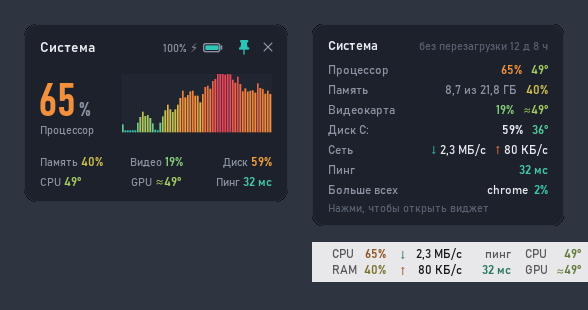 Система 100% ⚡
65%
Процессор
Память 40% Видео 19% Диск 59%
CPU 49° GPU ≈49° Пинг 32 мс
Система без перезагрузки 12 д 8 ч
Процессор 65% 49°
Память 8,7 из 21,8 ГБ 40%
Видеокарта 19% ≈49°
Диск C: 59% 36°
Сеть ↓ 2,3 МБ/с ↑ 80 КБ/с
Пинг 32 мс
Больше всех chrome 2%
Нажми, чтобы открыть виджет
CPU 65% ↓ 2,3 МБ/с пинг CPU 49°
RAM 40% ↑ 80 КБ/с 32 мс GPU ≈49°